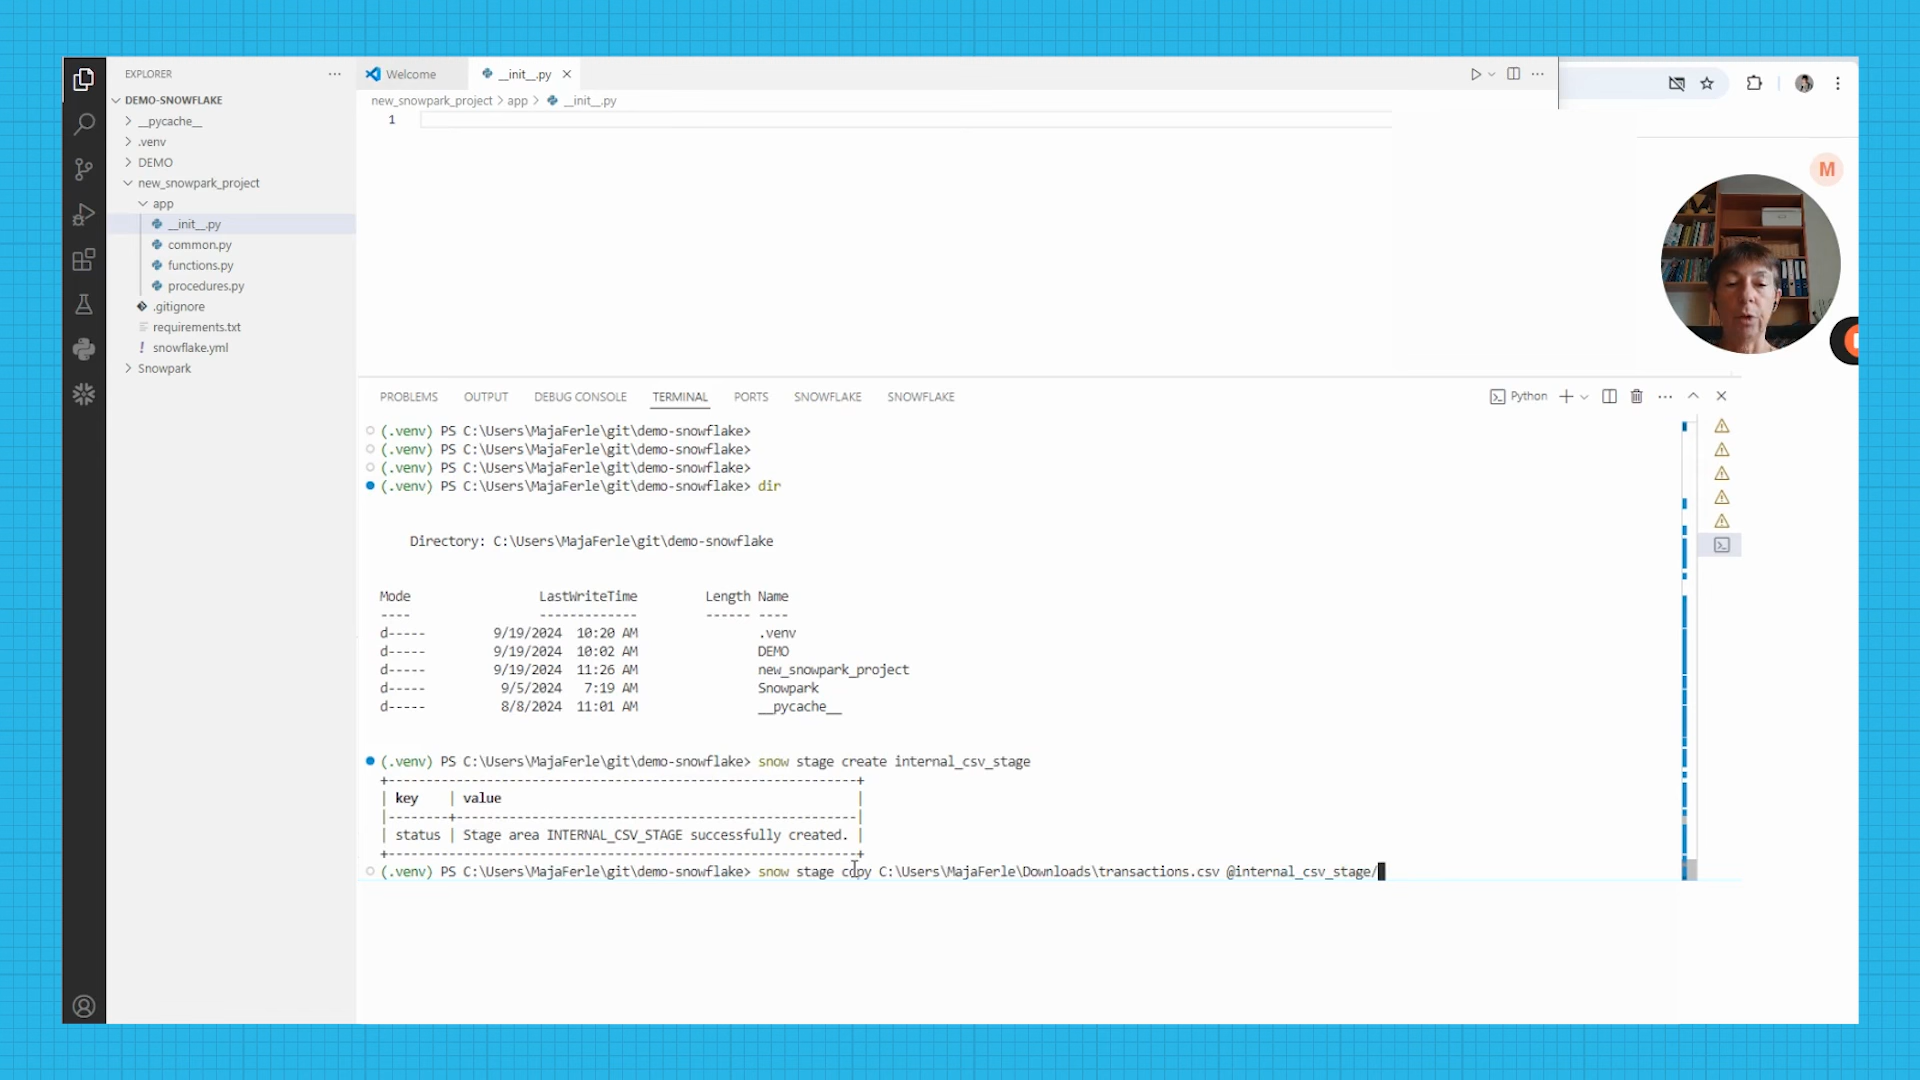 EXPLORER
DEMO-SNOWFLAKE
__pycache__
.venv
DEMO
new_snowpark_project
app
__init__.py
common.py
functions.py
procedures.py
.gitignore
requirements.txt
snowflake.yml
Snowpark
Welcome
__init__.py
new_snowpark_project > app > __init__.py
1
M
PROBLEMS OUTPUT DEBUG CONSOLE TERMINAL PORTS SNOWFLAKE SNOWFLAKE
Python
(.venv) PS C:\Users\MajaFerle\git\demo-snowflake>
(.venv) PS C:\Users\MajaFerle\git\demo-snowflake>
(.venv) PS C:\Users\MajaFerle\git\demo-snowflake>
(.venv) PS C:\Users\MajaFerle\git\demo-snowflake> dir
Directory: C:\Users\MajaFerle\git\demo-snowflake
Mode LastWriteTime Length Name
---- ------------- ------ ----
d----- 9/19/2024 10:20 AM .venv
d----- 9/19/2024 10:02 AM DEMO
d----- 9/19/2024 11:26 AM new_snowpark_project
d----- 9/5/2024 7:19 AM Snowpark
d----- 8/8/2024 11:01 AM __pycache__
(.venv) PS C:\Users\MajaFerle\git\demo-snowflake> snow stage create internal_csv_stage
| key | value |
| status | Stage area INTERNAL_CSV_STAGE successfully created. |
(.venv) PS C:\Users\MajaFerle\git\demo-snowflake> snow stage copy C:\Users\MajaFerle\Downloads\transactions.csv @internal_csv_stage/